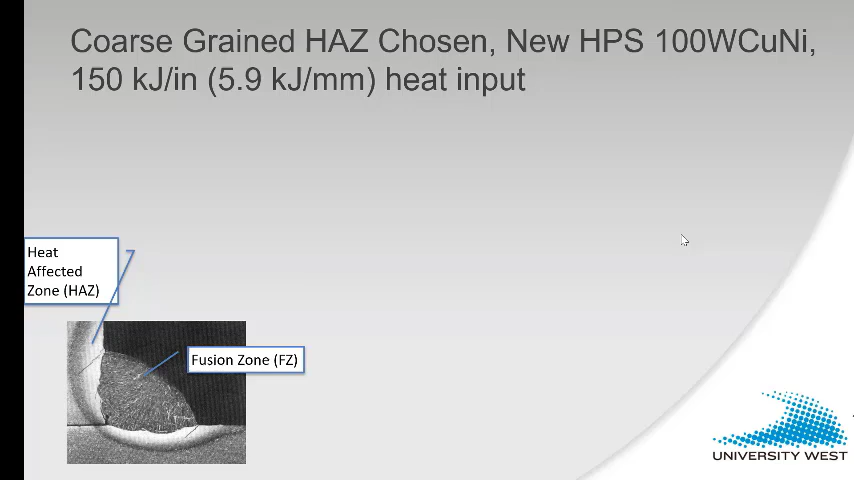 Coarse Grained HAZ Chosen, New HPS 100WCuNi,
150 kJ/in (5.9 kJ/mm) heat input
Heat
Affected
Zone (HAZ)
Fusion Zone (FZ)
UNIVERSITY WEST